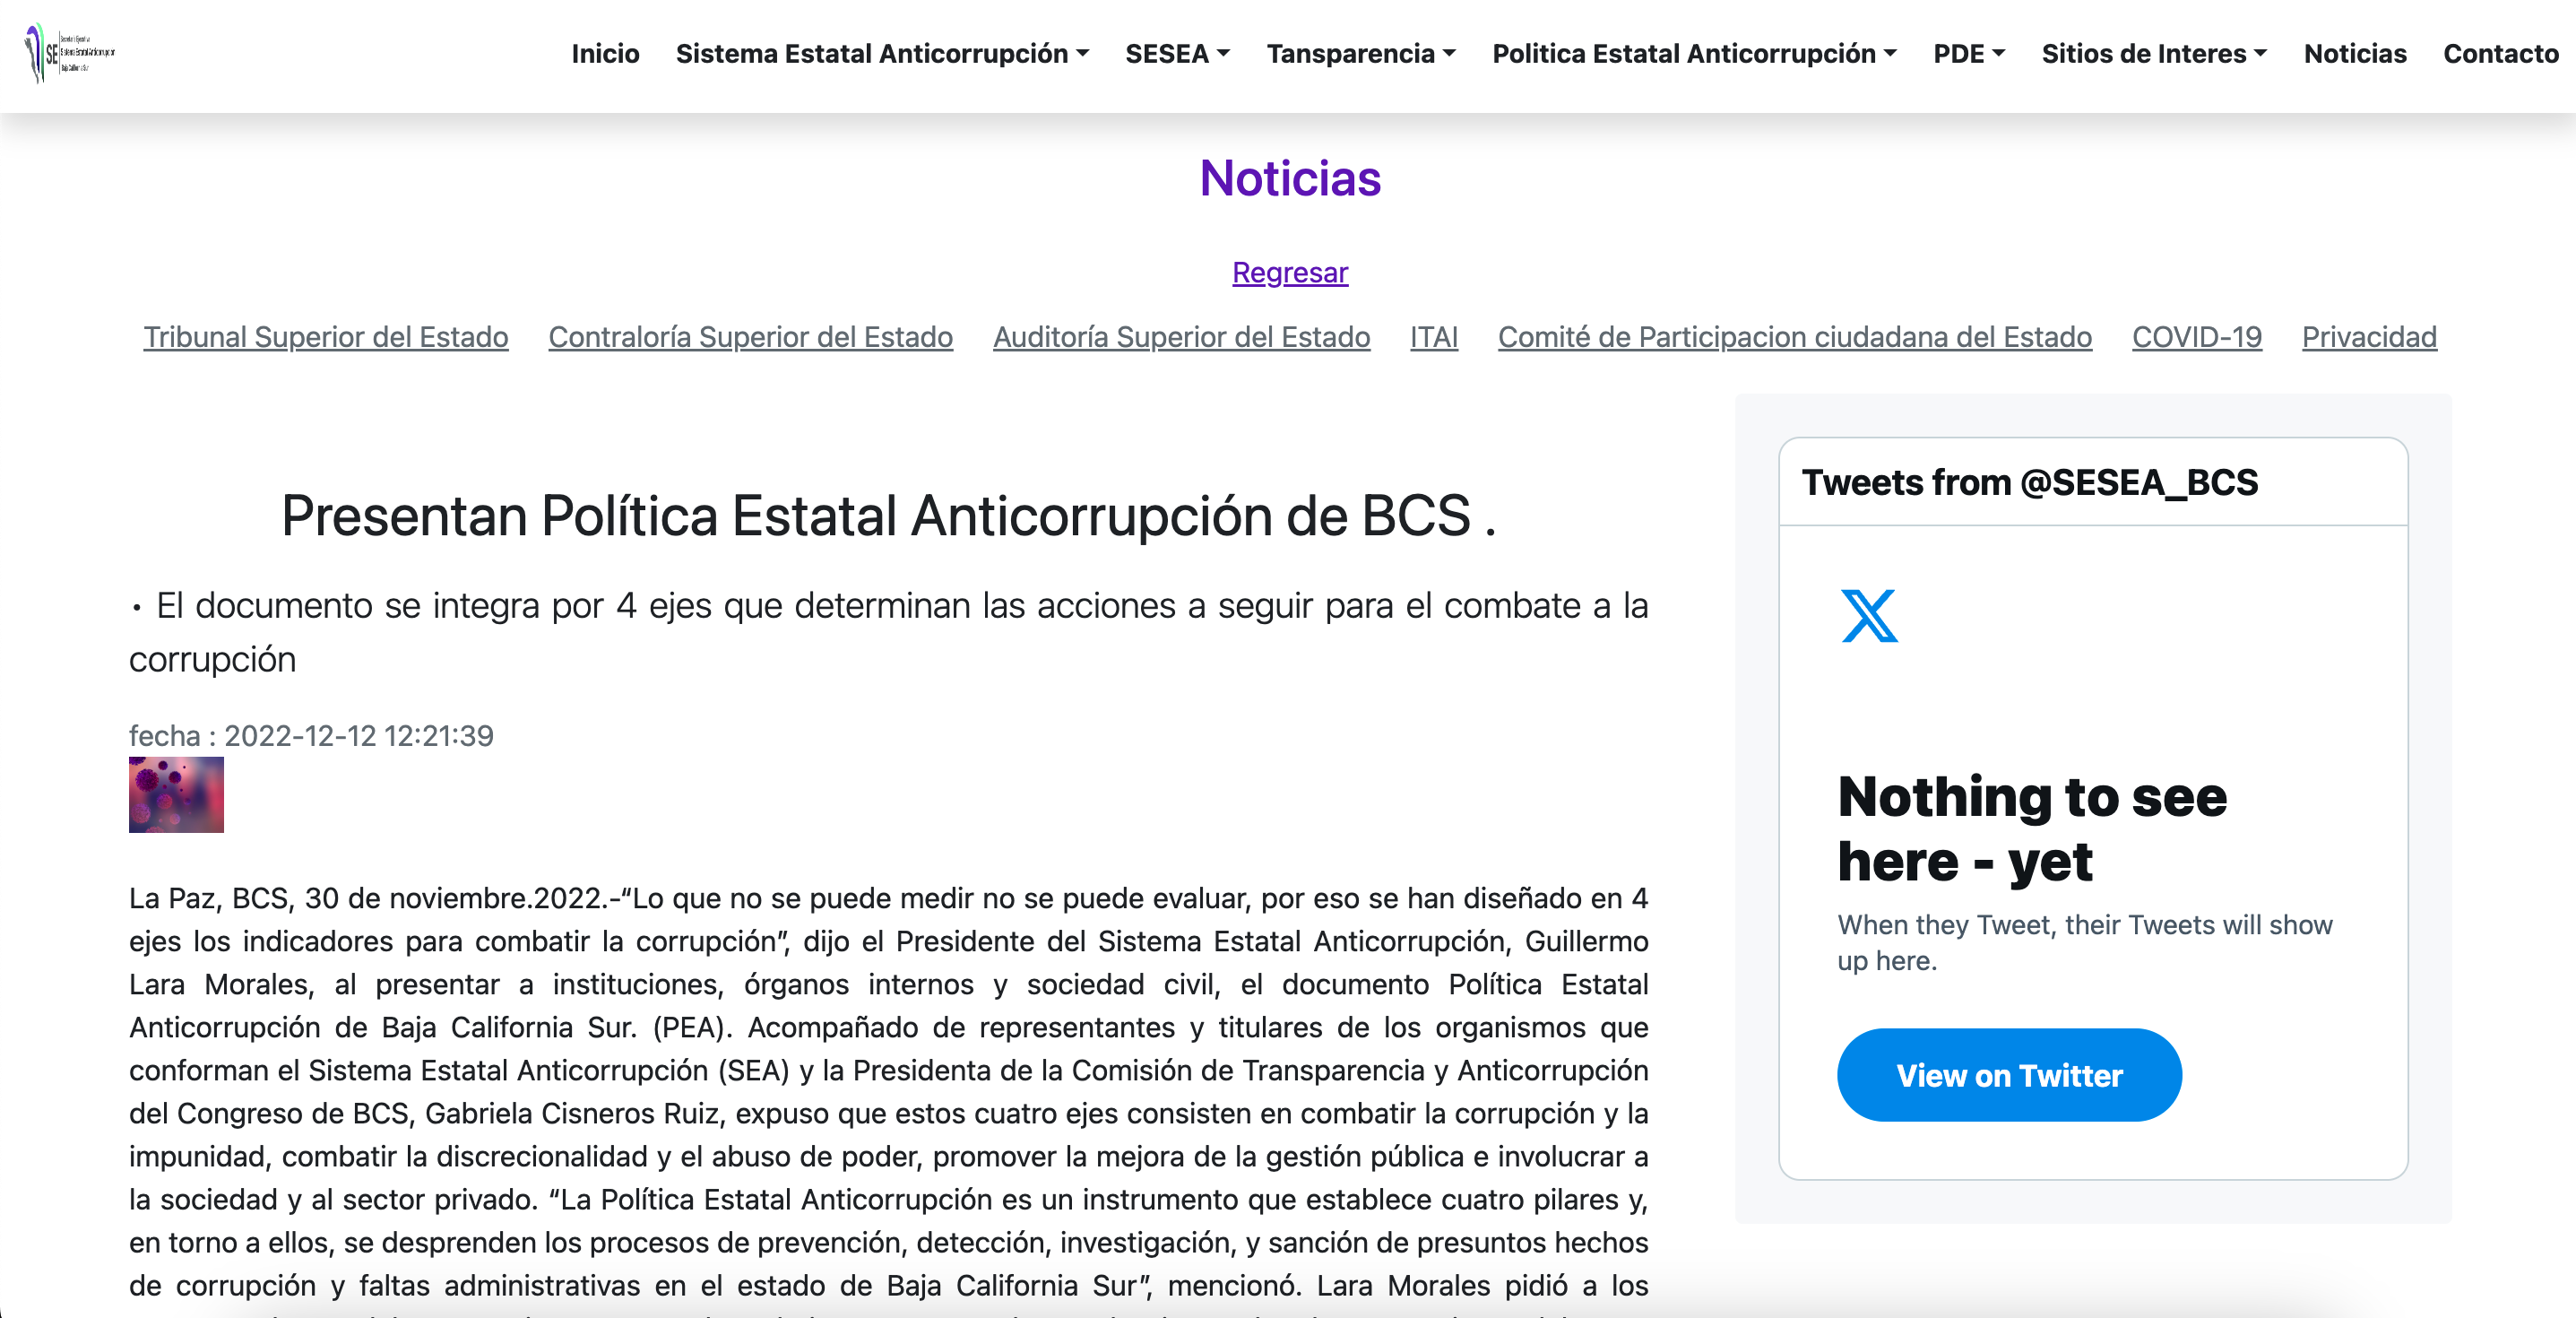 SE
Inicio Sistema Estatal Anticorrupción SESEA Tansparencia Politica Estatal Anticorrupción PDE Sitios de Interes Noticias Contacto
Noticias
Regresar
Tribunal Superior del Estado Contraloría Superior del Estado Auditoría Superior del Estado ITAI Comité de Participacion ciudadana del Estado COVID-19 Privacidad
Presentan Política Estatal Anticorrupción de BCS .
• El documento se integra por 4 ejes que determinan las acciones a seguir para el combate a la
corrupción
fecha : 2022-12-12 12:21:39
La Paz, BCS, 30 de noviembre.2022.-“Lo que no se puede medir no se puede evaluar, por eso se han diseñado en 4
ejes los indicadores para combatir la corrupción”, dijo el Presidente del Sistema Estatal Anticorrupción, Guillermo
Lara Morales, al presentar a instituciones, órganos internos y sociedad civil, el documento Política Estatal
Anticorrupción de Baja California Sur. (PEA). Acompañado de representantes y titulares de los organismos que
conforman el Sistema Estatal Anticorrupción (SEA) y la Presidenta de la Comisión de Transparencia y Anticorrupción
del Congreso de BCS, Gabriela Cisneros Ruiz, expuso que estos cuatro ejes consisten en combatir la corrupción y la
impunidad, combatir la discrecionalidad y el abuso de poder, promover la mejora de la gestión pública e involucrar a
la sociedad y al sector privado. “La Política Estatal Anticorrupción es un instrumento que establece cuatro pilares y,
en torno a ellos, se desprenden los procesos de prevención, detección, investigación, y sanción de presuntos hechos
de corrupción y faltas administrativas en el estado de Baja California Sur”, mencionó. Lara Morales pidió a los
Tweets from @SESEA_BCS
Nothing to see
here - yet
When they Tweet, their Tweets will show
up here.
View on Twitter